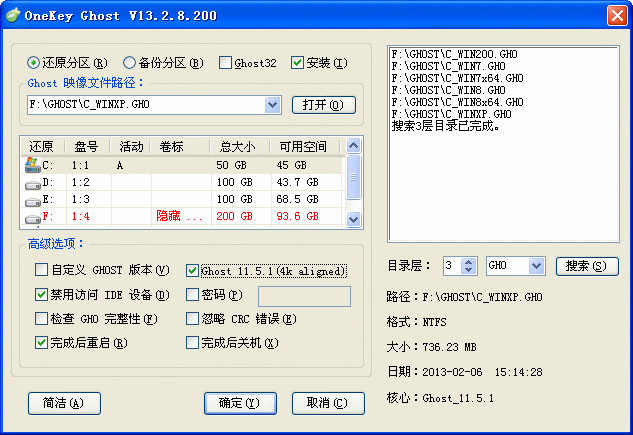 OneKey Ghost V13.2.8.200
还原分区(R) 备份分区(B) Ghost32 安装(I)
Ghost 映像文件路径：
F:\GHOST\C_WINXP.GHO 打开(O)
还原 盘号 活动 卷标 总大小 可用空间
C: 1:1 A 50 GB 45 GB
D: 1:2 100 GB 43.7 GB
E: 1:3 100 GB 68.5 GB
F: 1:4 隐藏 ... 200 GB 93.6 GB
高级选项：
自定义 GHOST 版本(V) Ghost 11.5.1(4k aligned)
禁用访问 IDE 设备(D) 密码(P)
检查 GHO 完整性(F) 忽略 CRC 错误(E)
完成后重启(R) 完成后关机(X)
简洁(A) 确定(Y) 取消(C)
F:\GHOST\C_WIN200.GHO
F:\GHOST\C_WIN7.GHO
F:\GHOST\C_WIN7x64.GHO
F:\GHOST\C_WIN8.GHO
F:\GHOST\C_WIN8x64.GHO
F:\GHOST\C_WINXP.GHO
搜索3层目录已完成。
目录层： 3 GHO 搜索(S)
路径：F:\GHOST\C_WINXP.GHO
格式：NTFS
大小：736.23 MB
日期：2013-02-06 15:14:28
核心：Ghost_11.5.1